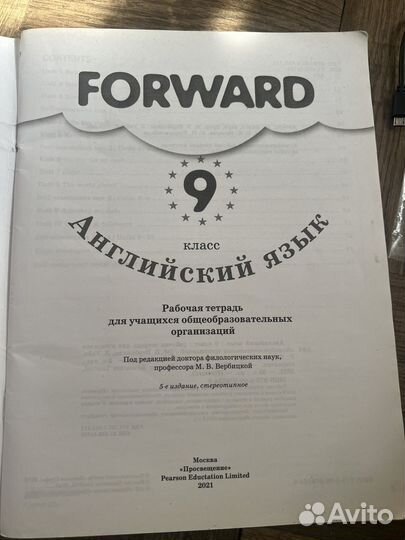 FORWARD
9
класс
Английский язык
Рабочая тетрадь
для учащихся общеобразовательных
организаций
Под редакцией доктора филологических наук,
профессора М. В. Вербицкой
5-е издание, стереотипное
Москва
«Просвещение»
Pearson Eductation Limited
2021
Avito